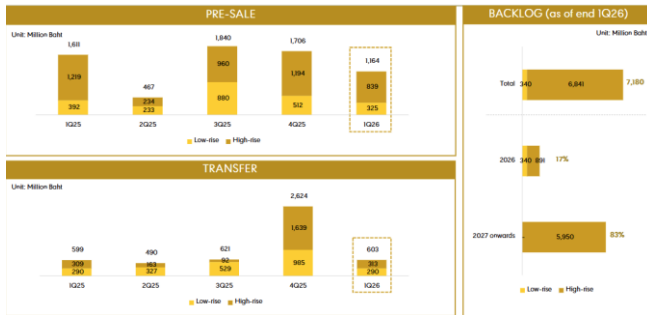 PRE-SALE
Unit: Million Baht
1,611 467 1,840 1,706 1,164
1,219 234 960 1,194 839
392 233 880 512 325
1Q25 2Q25 3Q25 4Q25 1Q26
Low-rise High-rise
TRANSFER
Unit: Million Baht
599 490 621 2,624 603
309 163 92 1,639 313
290 327 529 985 290
1Q25 2Q25 3Q25 4Q25 1Q26
Low-rise High-rise
BACKLOG (as of end 1Q26)
Unit: Million Baht
Total 340 6,841 7,180
2026 340 891 17%
2027 onwards - 5,950 83%
Low-rise High-rise